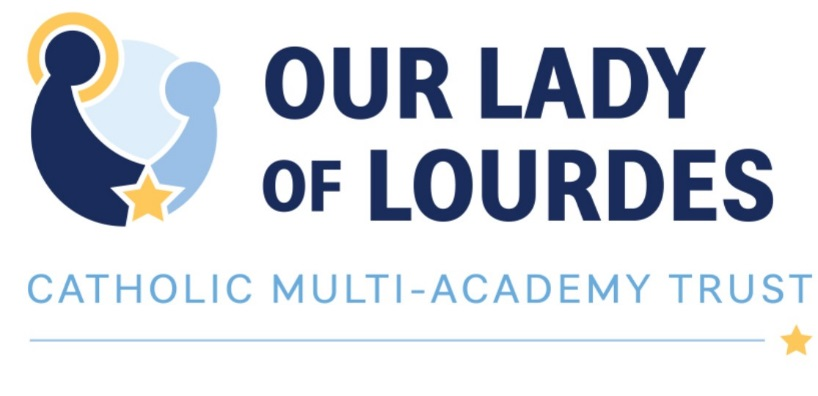 OUR LADY
OF LOURDES
CATHOLIC MULTI-ACADEMY TRUST